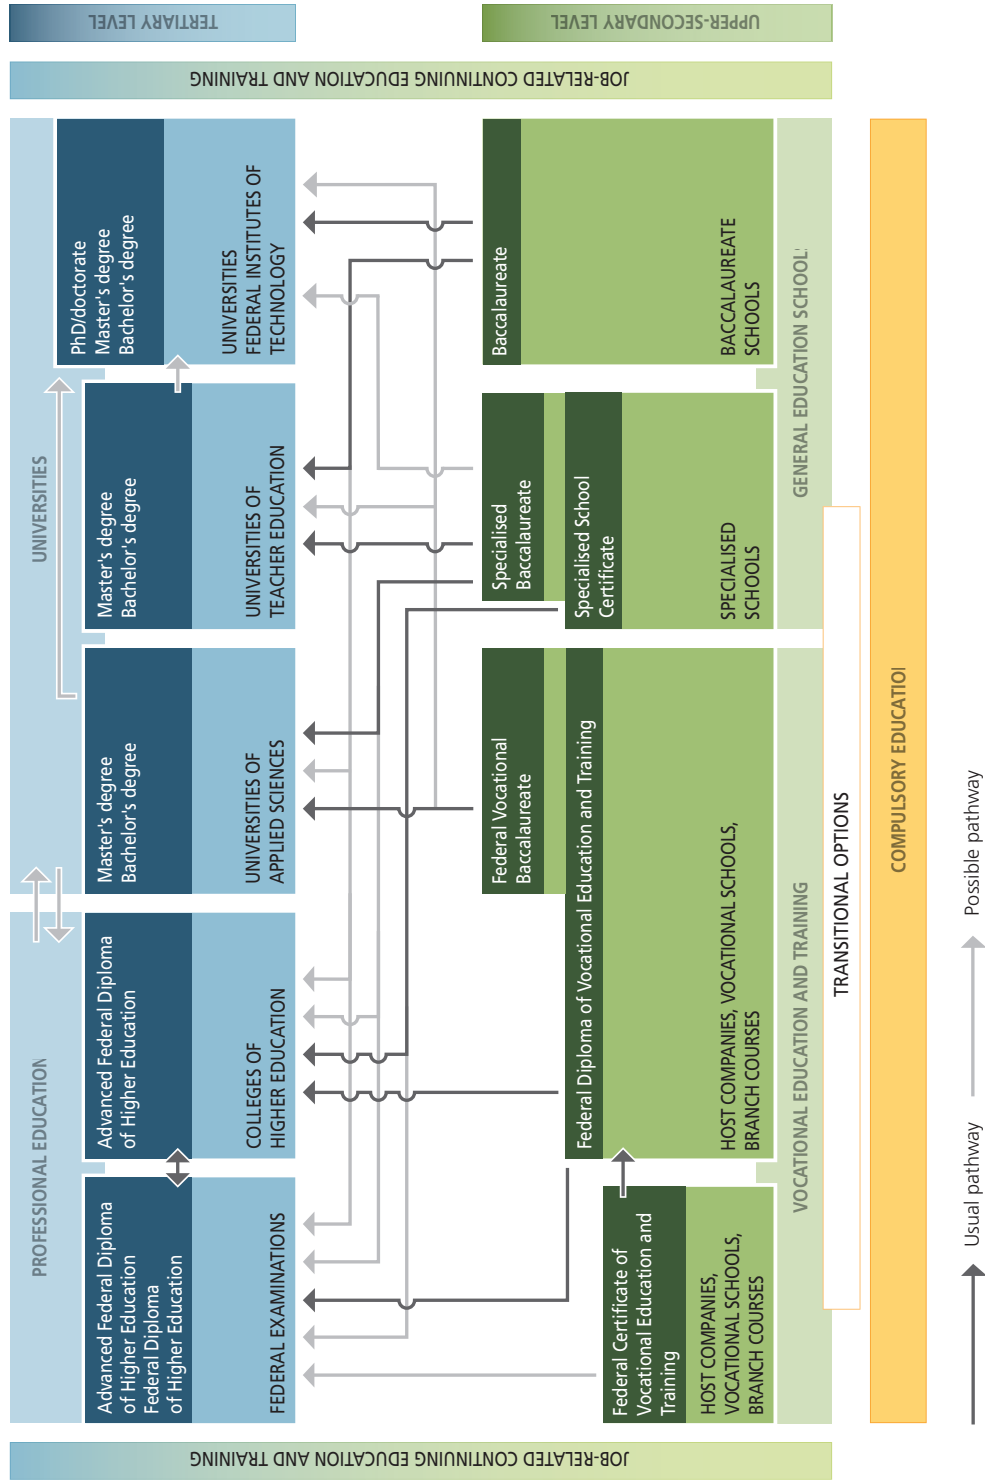 JOB-RELATED CONTINUING EDUCATION AND TRAINING
PROFESSIONAL EDUCATION
UNIVERSITIES
Advanced Federal Diploma
of Higher Education
Federal Diploma
of Higher Education
FEDERAL EXAMINATIONS
Advanced Federal Diploma
of Higher Education
COLLEGES OF
HIGHER EDUCATION
Master's degree
Bachelor's degree
UNIVERSITIES OF
APPLIED SCIENCES
Master's degree
Bachelor's degree
UNIVERSITIES OF
TEACHER EDUCATION
PhD/doctorate
Master's degree
Bachelor's degree
UNIVERSITIES
FEDERAL INSTITUTES OF
TECHNOLOGY
Federal Certificate of
Vocational Education and
Training
HOST COMPANIES,
VOCATIONAL SCHOOLS,
BRANCH COURSES
Federal Vocational
Baccalaureate
Federal Diploma of Vocational Education and Training
HOST COMPANIES, VOCATIONAL SCHOOLS,
BRANCH COURSES
Specialised
Baccalaureate
Specialised School
Certificate
SPECIALISED
SCHOOLS
Baccalaureate
BACCALAUREATE
SCHOOLS
VOCATIONAL EDUCATION AND TRAINING
GENERAL EDUCATION SCHOOL
TRANSITIONAL OPTIONS
COMPULSORY EDUCATIO
Usual pathway
Possible pathway
JOB-RELATED CONTINUING EDUCATION AND TRAINING
TERTIARY LEVEL
UPPER-SECONDARY LEVEL